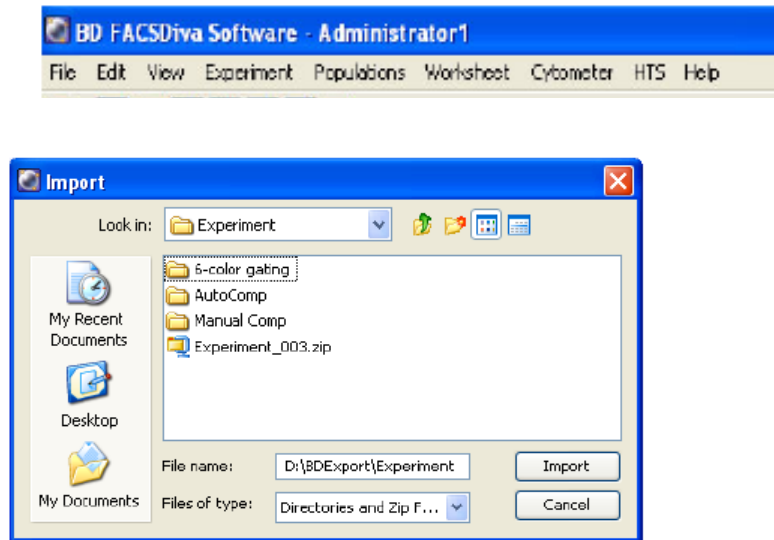 BD FACSDiva Software - Administrator1
File Edit View Experiment Populations Worksheet Cytometer HTS Help
Import
Look in: Experiment
6-color gating
AutoComp
Manual Comp
Experiment_003.zip
My Recent
Documents
Desktop
My Documents
File name: D:\BDExport\Experiment Import
Files of type: Directories and Zip F... Cancel